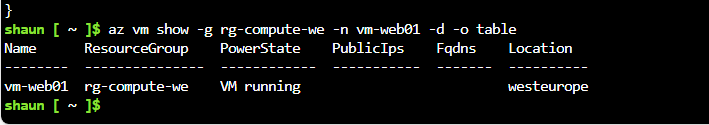 }
shaun [ ~ ]$ az vm show -g rg-compute-we -n vm-web01 -d -o table
Name      ResourceGroup    PowerState    PublicIps    Fqdns    Location
--------  ---------------  ------------  -----------  -------  ----------
vm-web01  rg-compute-we    VM running                          westeurope
shaun [ ~ ]$